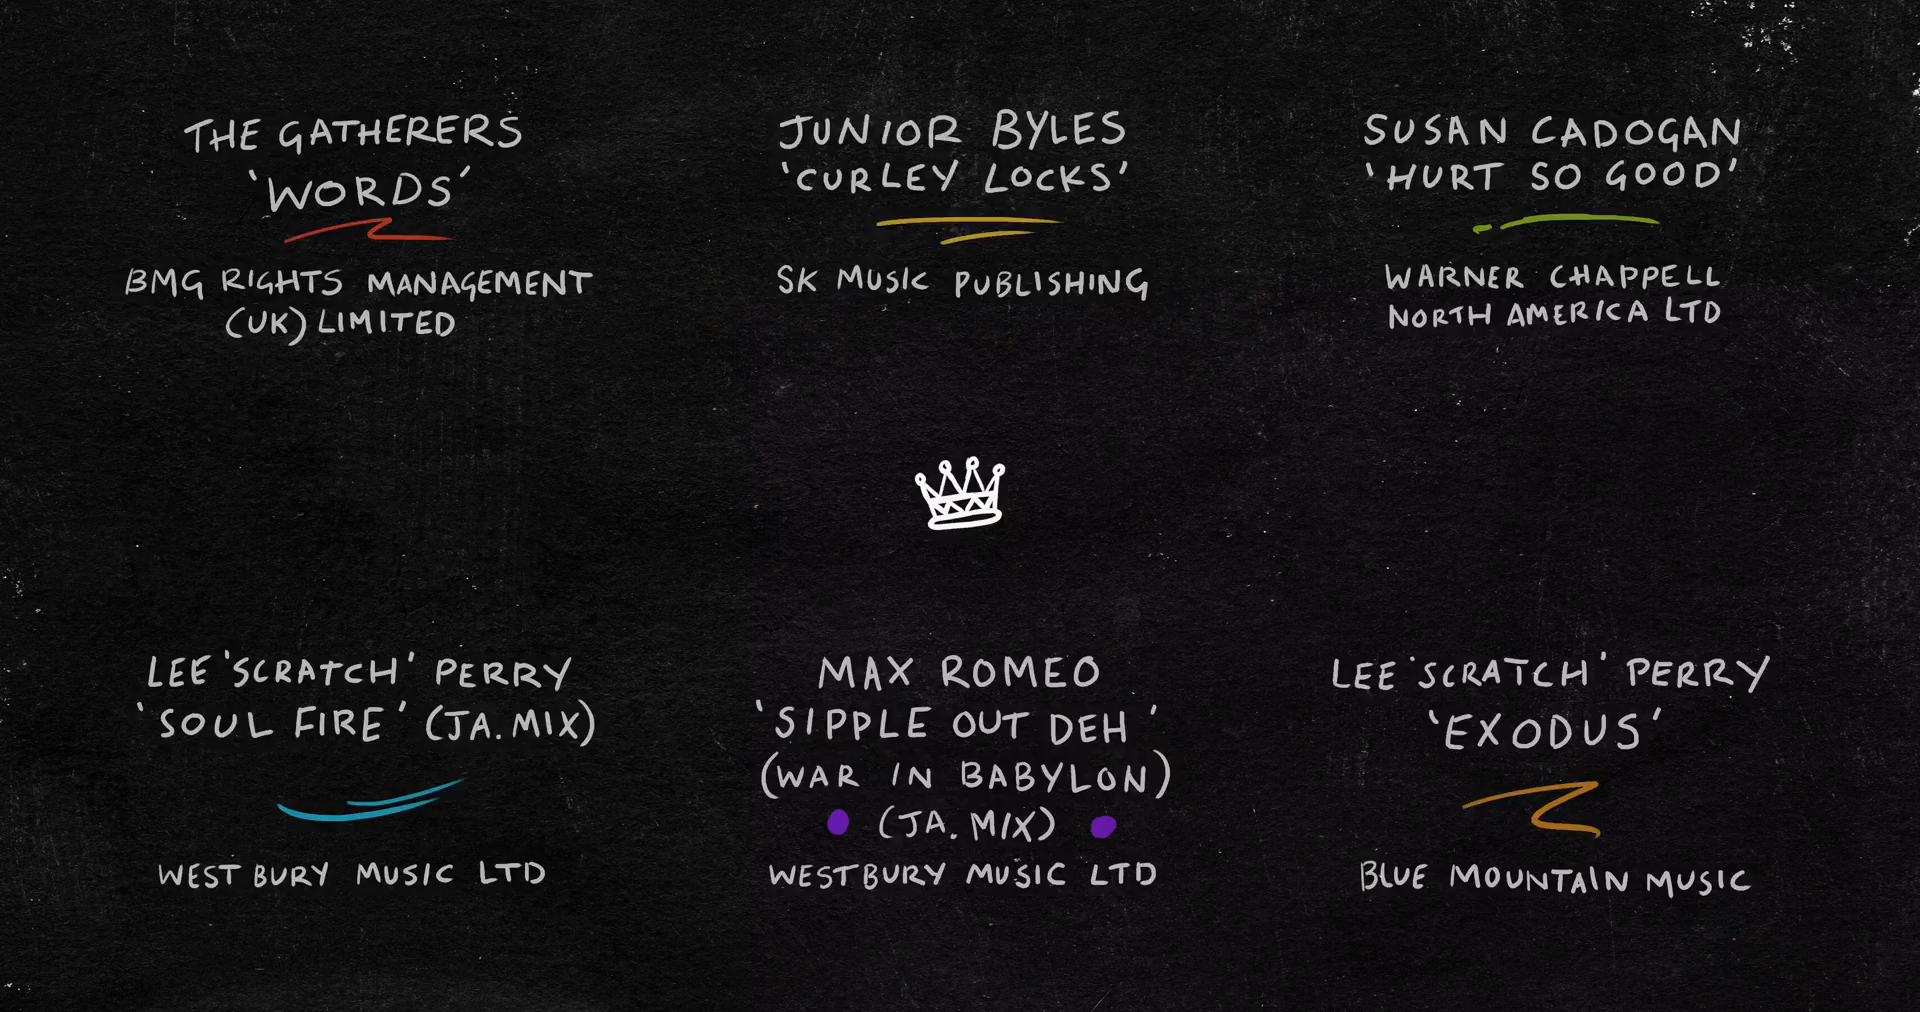 THE GATHERERS
'WORDS'
BMG RIGHTS MANAGEMENT
(UK) LIMITED
JUNIOR BYLES
'CURLEY LOCKS'
SK MUSIC PUBLISHING
SUSAN CADOGAN
'HURT SO GOOD'
WARNER CHAPPELL
NORTH AMERICA LTD
LEE 'SCRATCH' PERRY
'SOUL FIRE' (JA. MIX)
WEST BURY MUSIC LTD
MAX ROMEO
'SIPPLE OUT DEH'
(WAR IN BABYLON)
(JA. MIX)
WESTBURY MUSIC LTD
LEE 'SCRATCH' PERRY
'EXODUS'
BLUE MOUNTAIN MUSIC